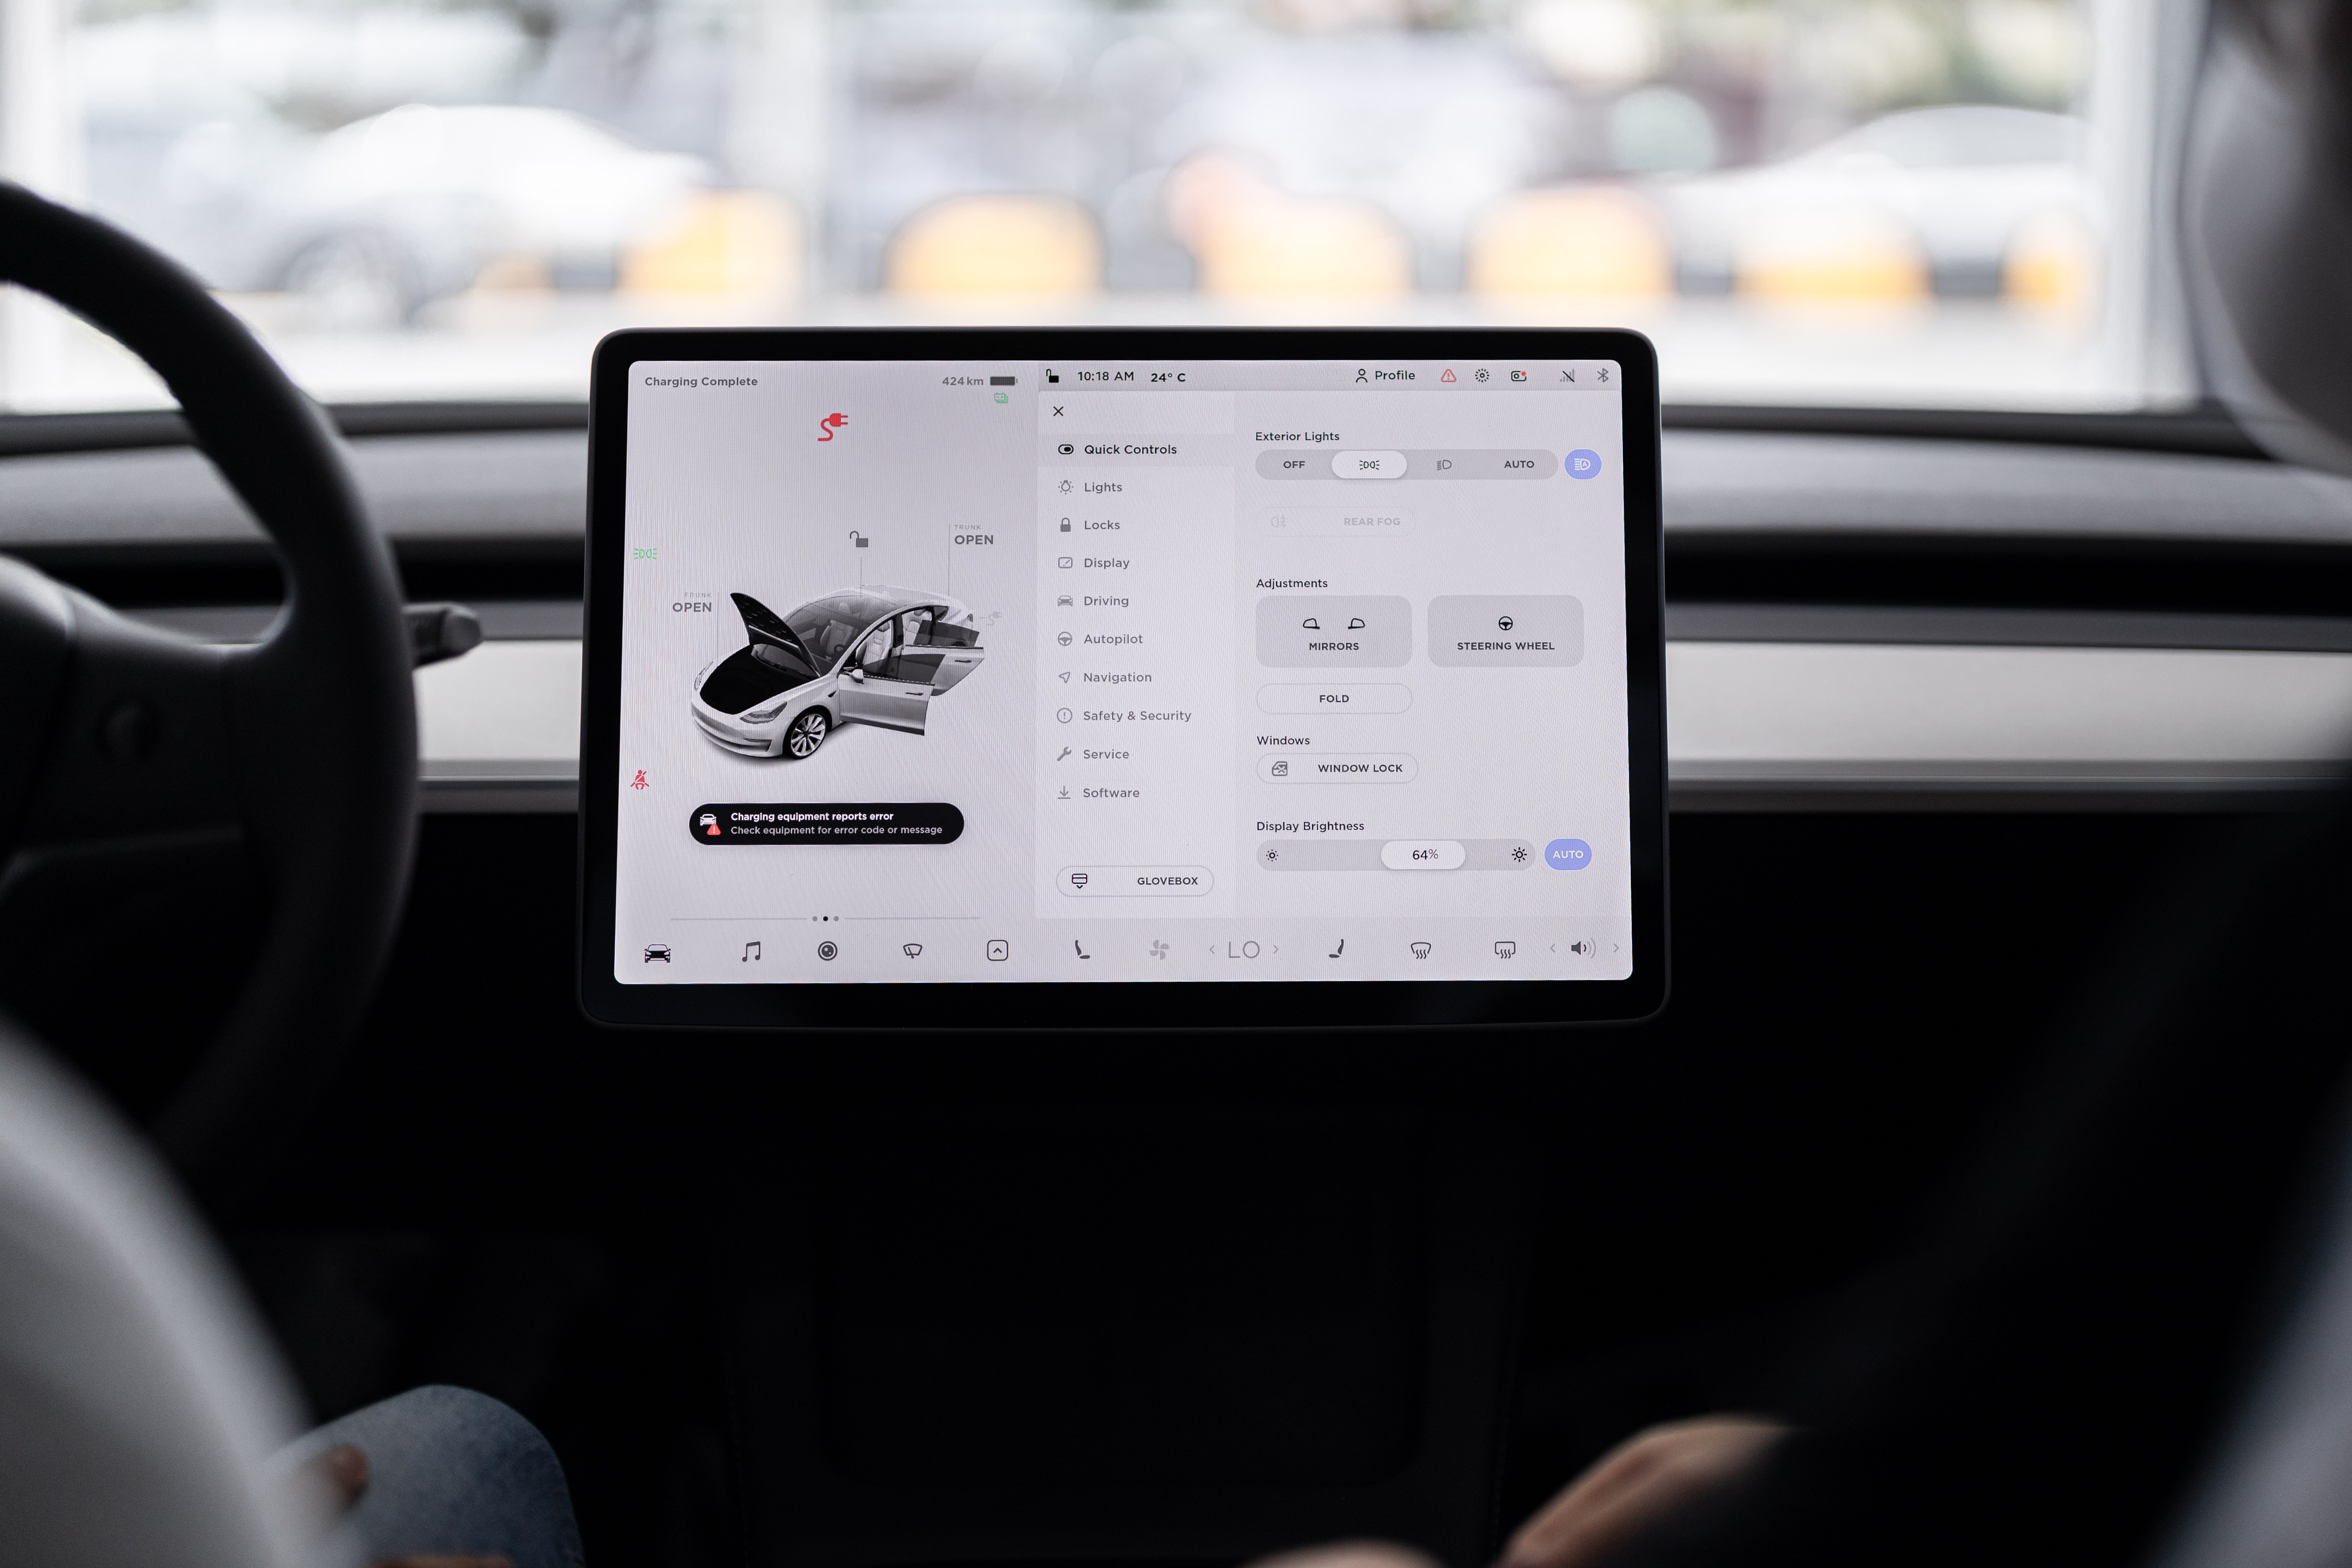 Charging Complete
424 km
TRUNK
OPEN
FRUNK
OPEN
Charging equipment reports error
Check equipment for error code or message
10:18 AM 24° C
Profile
Quick Controls
Lights
Locks
Display
Driving
Autopilot
Navigation
Safety & Security
Service
Software
GLOVEBOX
Exterior Lights
OFF
AUTO
A
REAR FOG
Adjustments
MIRRORS
STEERING WHEEL
FOLD
Windows
WINDOW LOCK
Display Brightness
64%
AUTO
LO